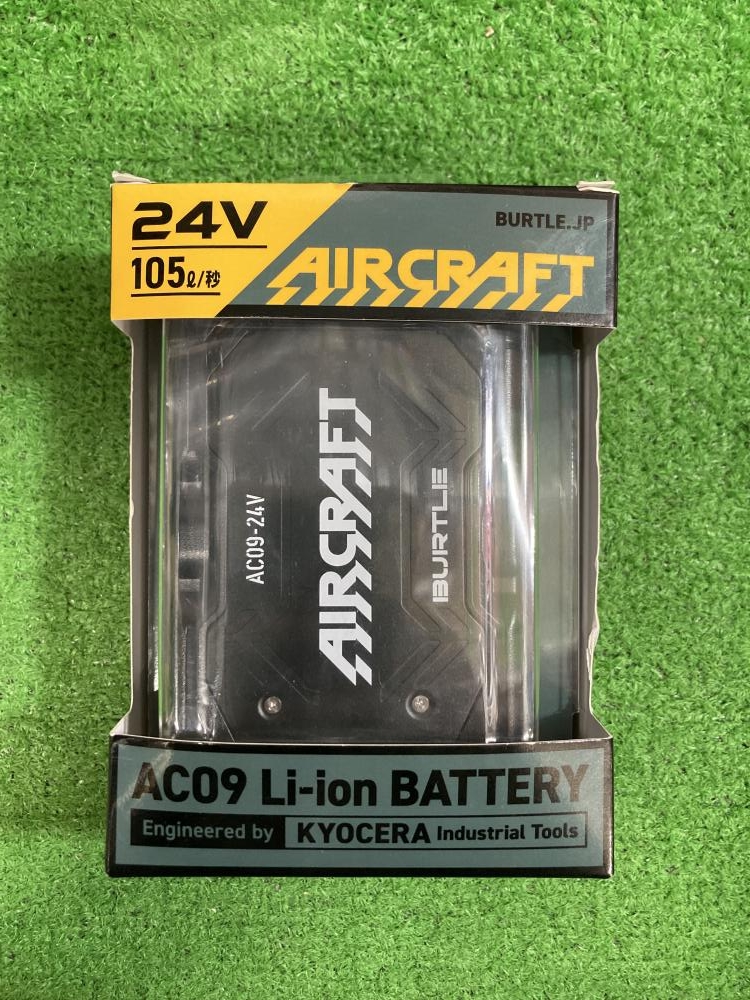 24V
105ℓ/秒
BURTLE.JP
AIRCRAFT
AC09-24V
AIRCRAFT
BURTLE
AC09 Li-ion BATTERY
Engineered by KYOCERA Industrial Tools